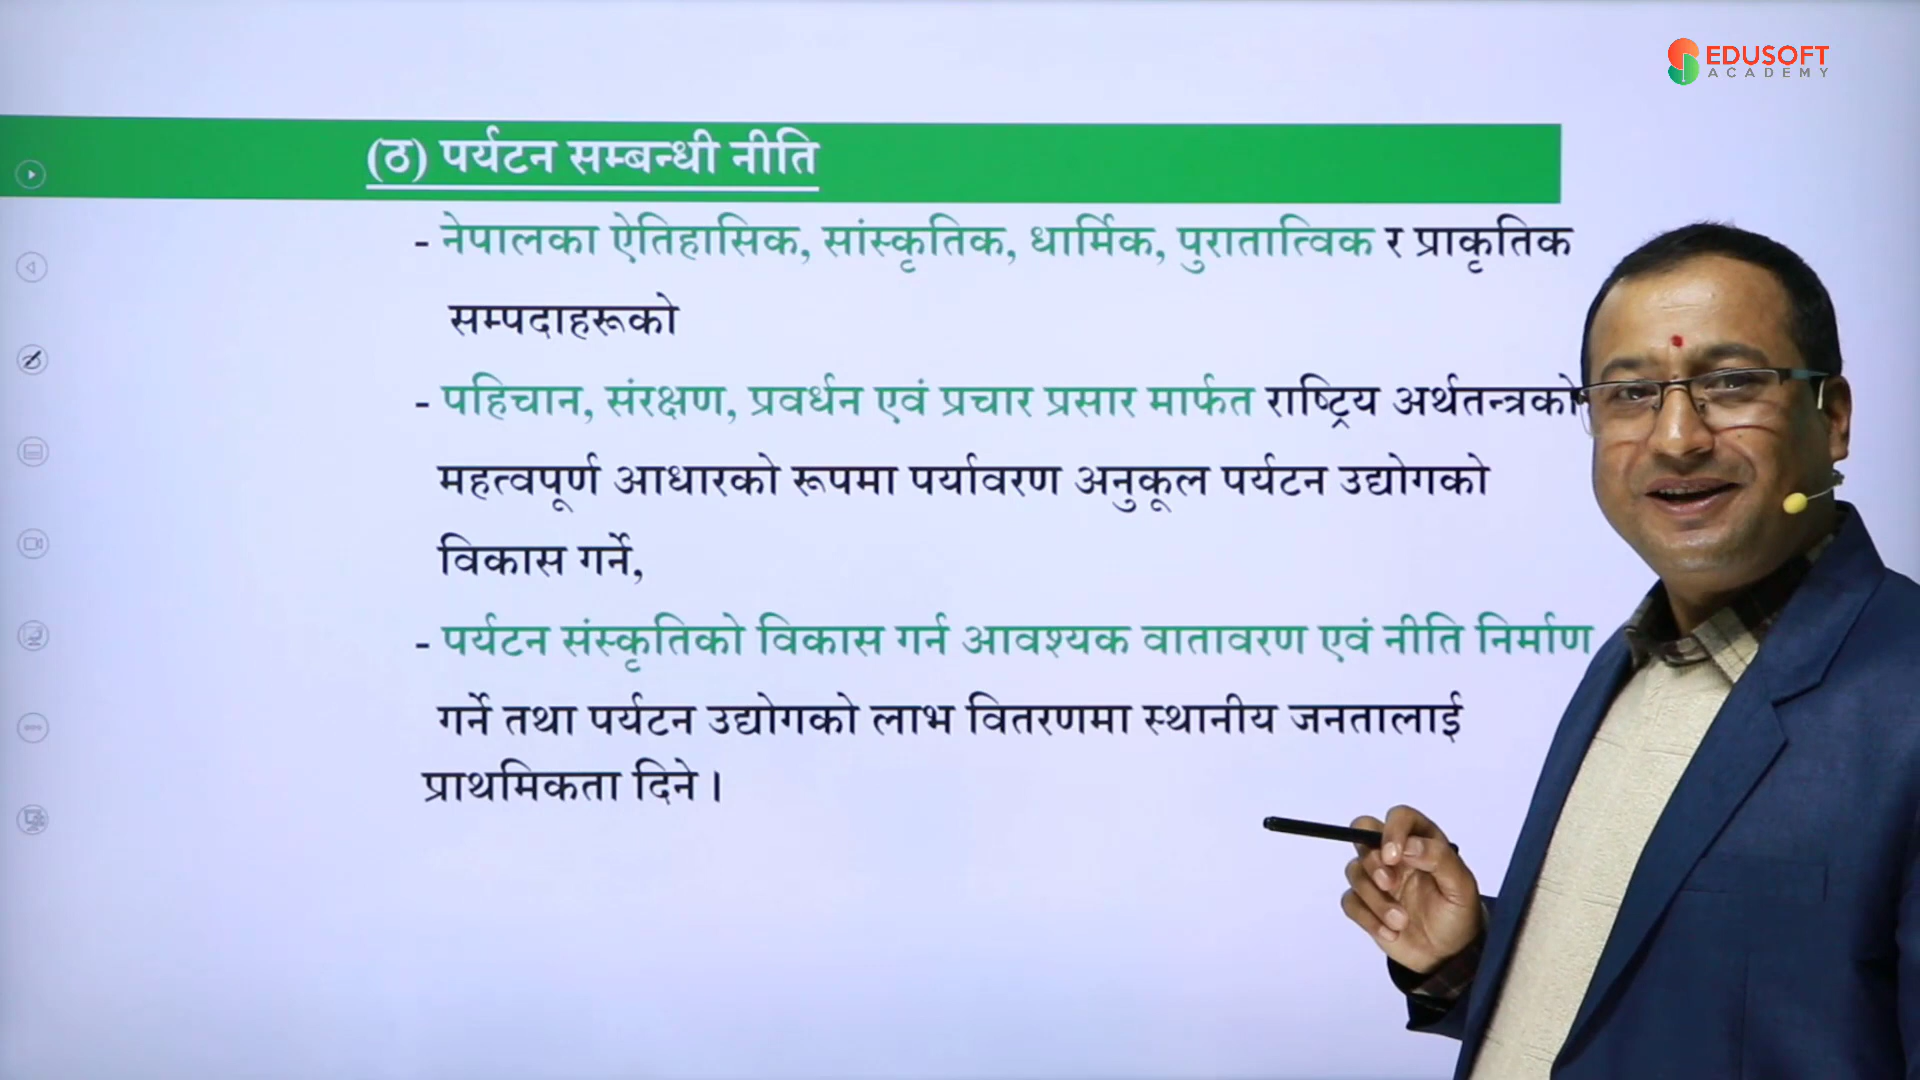 EDUSOFT
ACADEMY
(ठ) पर्यटन सम्बन्धी नीति
- नेपालका ऐतिहासिक, सांस्कृतिक, धार्मिक, पुरातात्विक र प्राकृतिक
सम्पदाहरूको
- पहिचान, संरक्षण, प्रवर्धन एवं प्रचार प्रसार मार्फत राष्ट्रिय अर्थतन्त्रको
महत्वपूर्ण आधारको रूपमा पर्यावरण अनुकूल पर्यटन उद्योगको
विकास गर्ने,
- पर्यटन संस्कृतिको विकास गर्न आवश्यक वातावरण एवं नीति निर्माण
गर्ने तथा पर्यटन उद्योगको लाभ वितरणमा स्थानीय जनतालाई
प्राथमिकता दिने ।